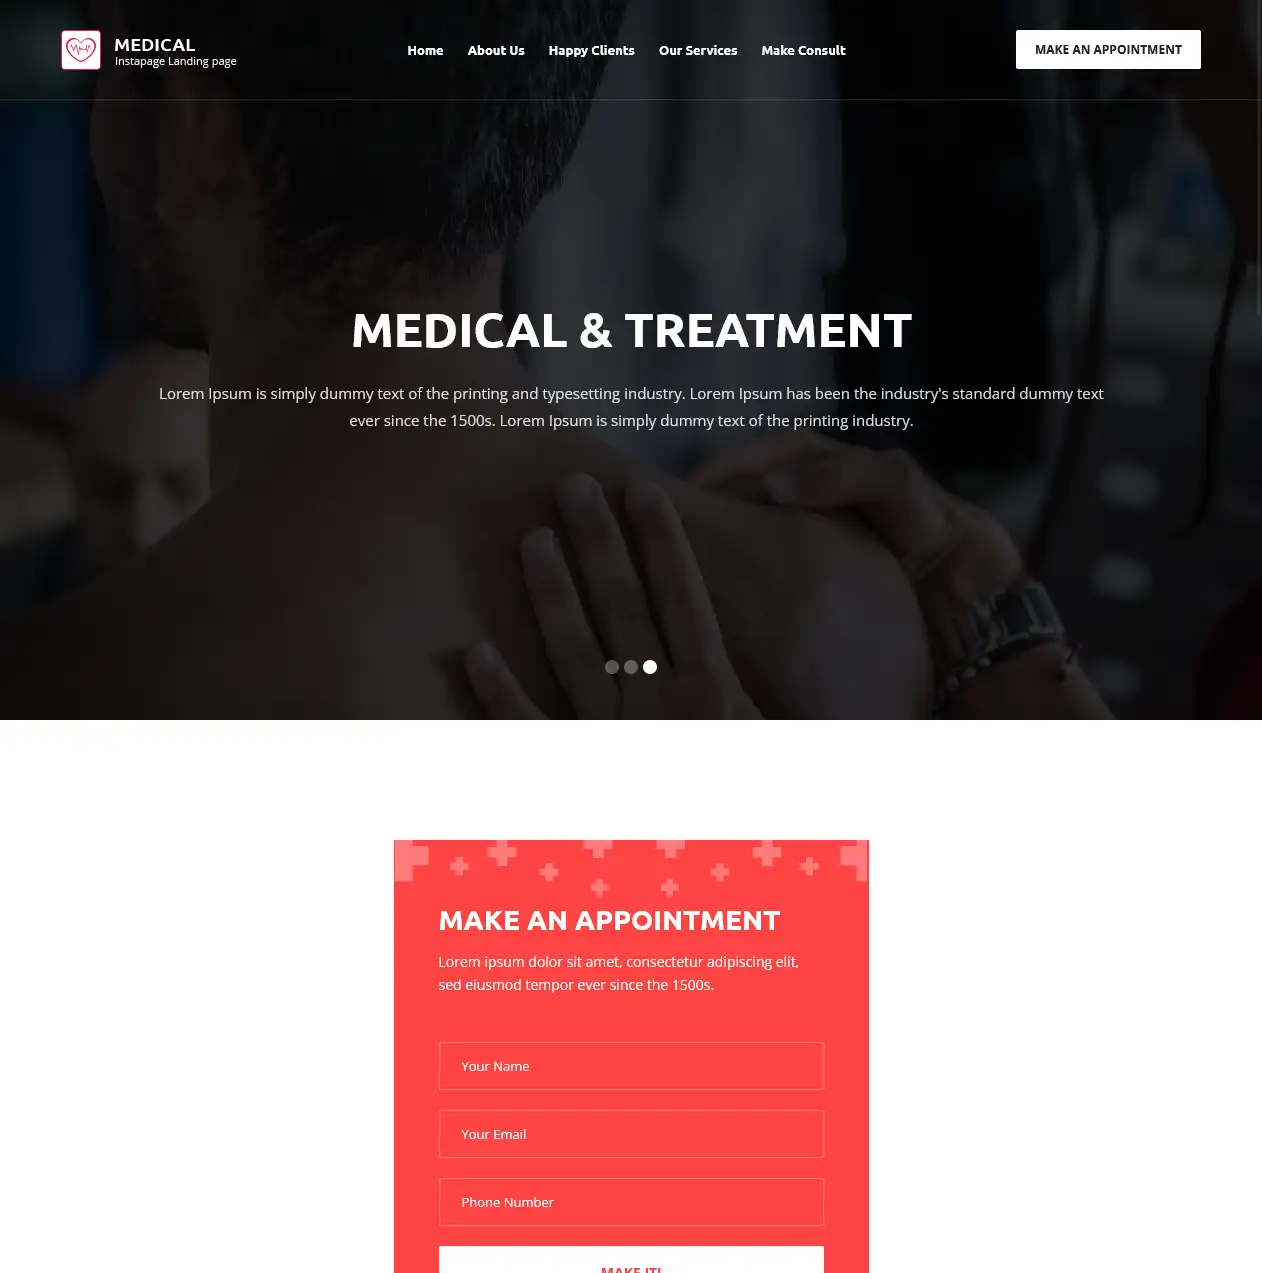 MEDICAL
Instapage Landing page
Home
About Us
Happy Clients
Our Services
Make Consult
MAKE AN APPOINTMENT
MEDICAL & TREATMENT
Lorem Ipsum is simply dummy text of the printing and typesetting industry. Lorem Ipsum has been the industry's standard dummy text
ever since the 1500s. Lorem Ipsum is simply dummy text of the printing industry.
MAKE AN APPOINTMENT
Lorem ipsum dolor sit amet, consectetur adipiscing elit,
sed eiusmod tempor ever since the 1500s.
Your Name
Your Email
Phone Number
MAKE IT!